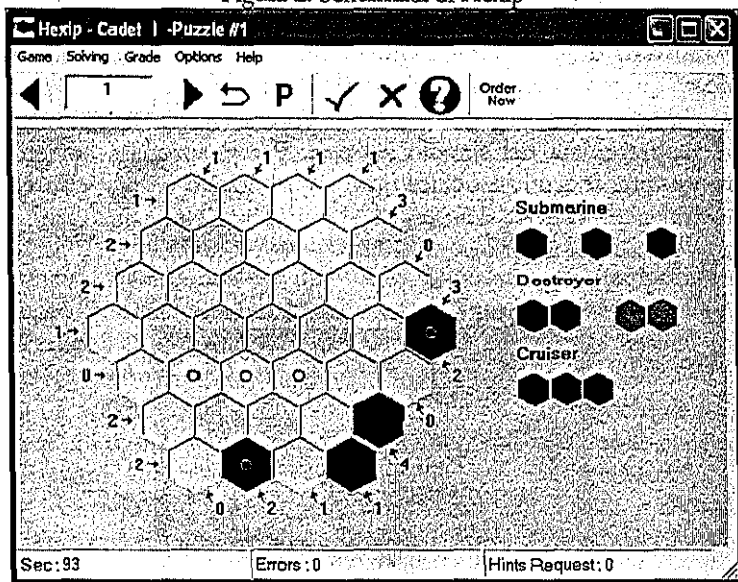 Hexip - Cadet 1 -Puzzle #1
Game Solving Grade Options Help
1 P Order Now
1 1 1 1
1 3
2 0
2 3
1
0 2
2 0
2 4
0 2 1 1
Submarine
Destroyer
Cruiser
Sec:93 Errors:0 Hints Request:0